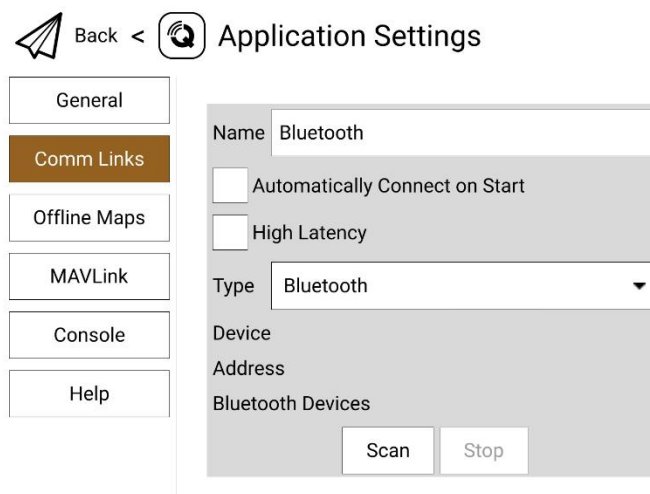 Back < Application Settings
General
Comm Links
Offline Maps
MAVLink
Console
Help
Name Bluetooth
Automatically Connect on Start
High Latency
Type Bluetooth
Device
Address
Bluetooth Devices
Scan Stop